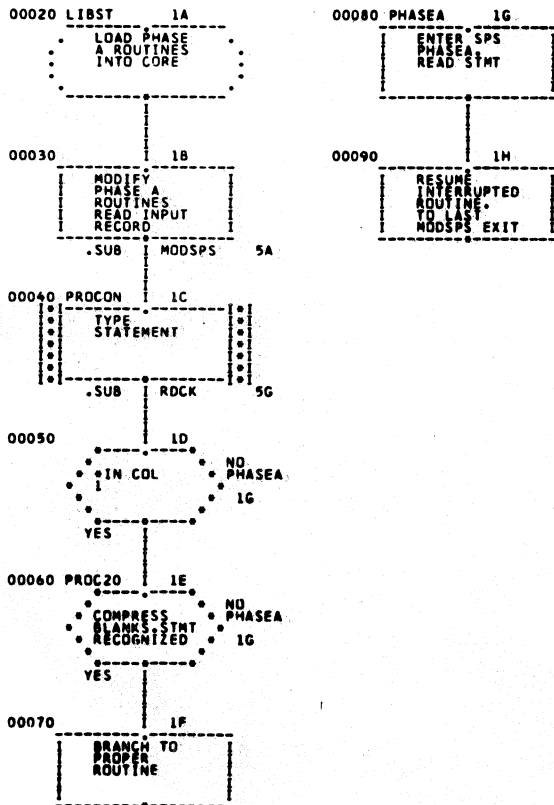 00020 LIBST 1A
LOAD PHASE
A ROUTINES
INTO CORE
00030 1B
MODIFY
PHASE A
ROUTINES
READ INPUT
RECORD
.SUB MODSPS 5A
00040 PROCON 1C
TYPE
STATEMENT
.SUB RDCK 5G
00050 1D
* IN COL
1
NO
PHASEA
1G
YES
00060 PROC20 1E
COMPRESS
BLANKS.STMT
RECOGNIZED
NO
PHASEA
1G
YES
00070 1F
BRANCH TO
PROPER
ROUTINE
00080 PHASEA 1G
ENTER SPS
PHASEA.
READ STMT
00090 1H
RESUME
INTERRUPTED
ROUTINE.
TO LAST
MODSPS EXIT